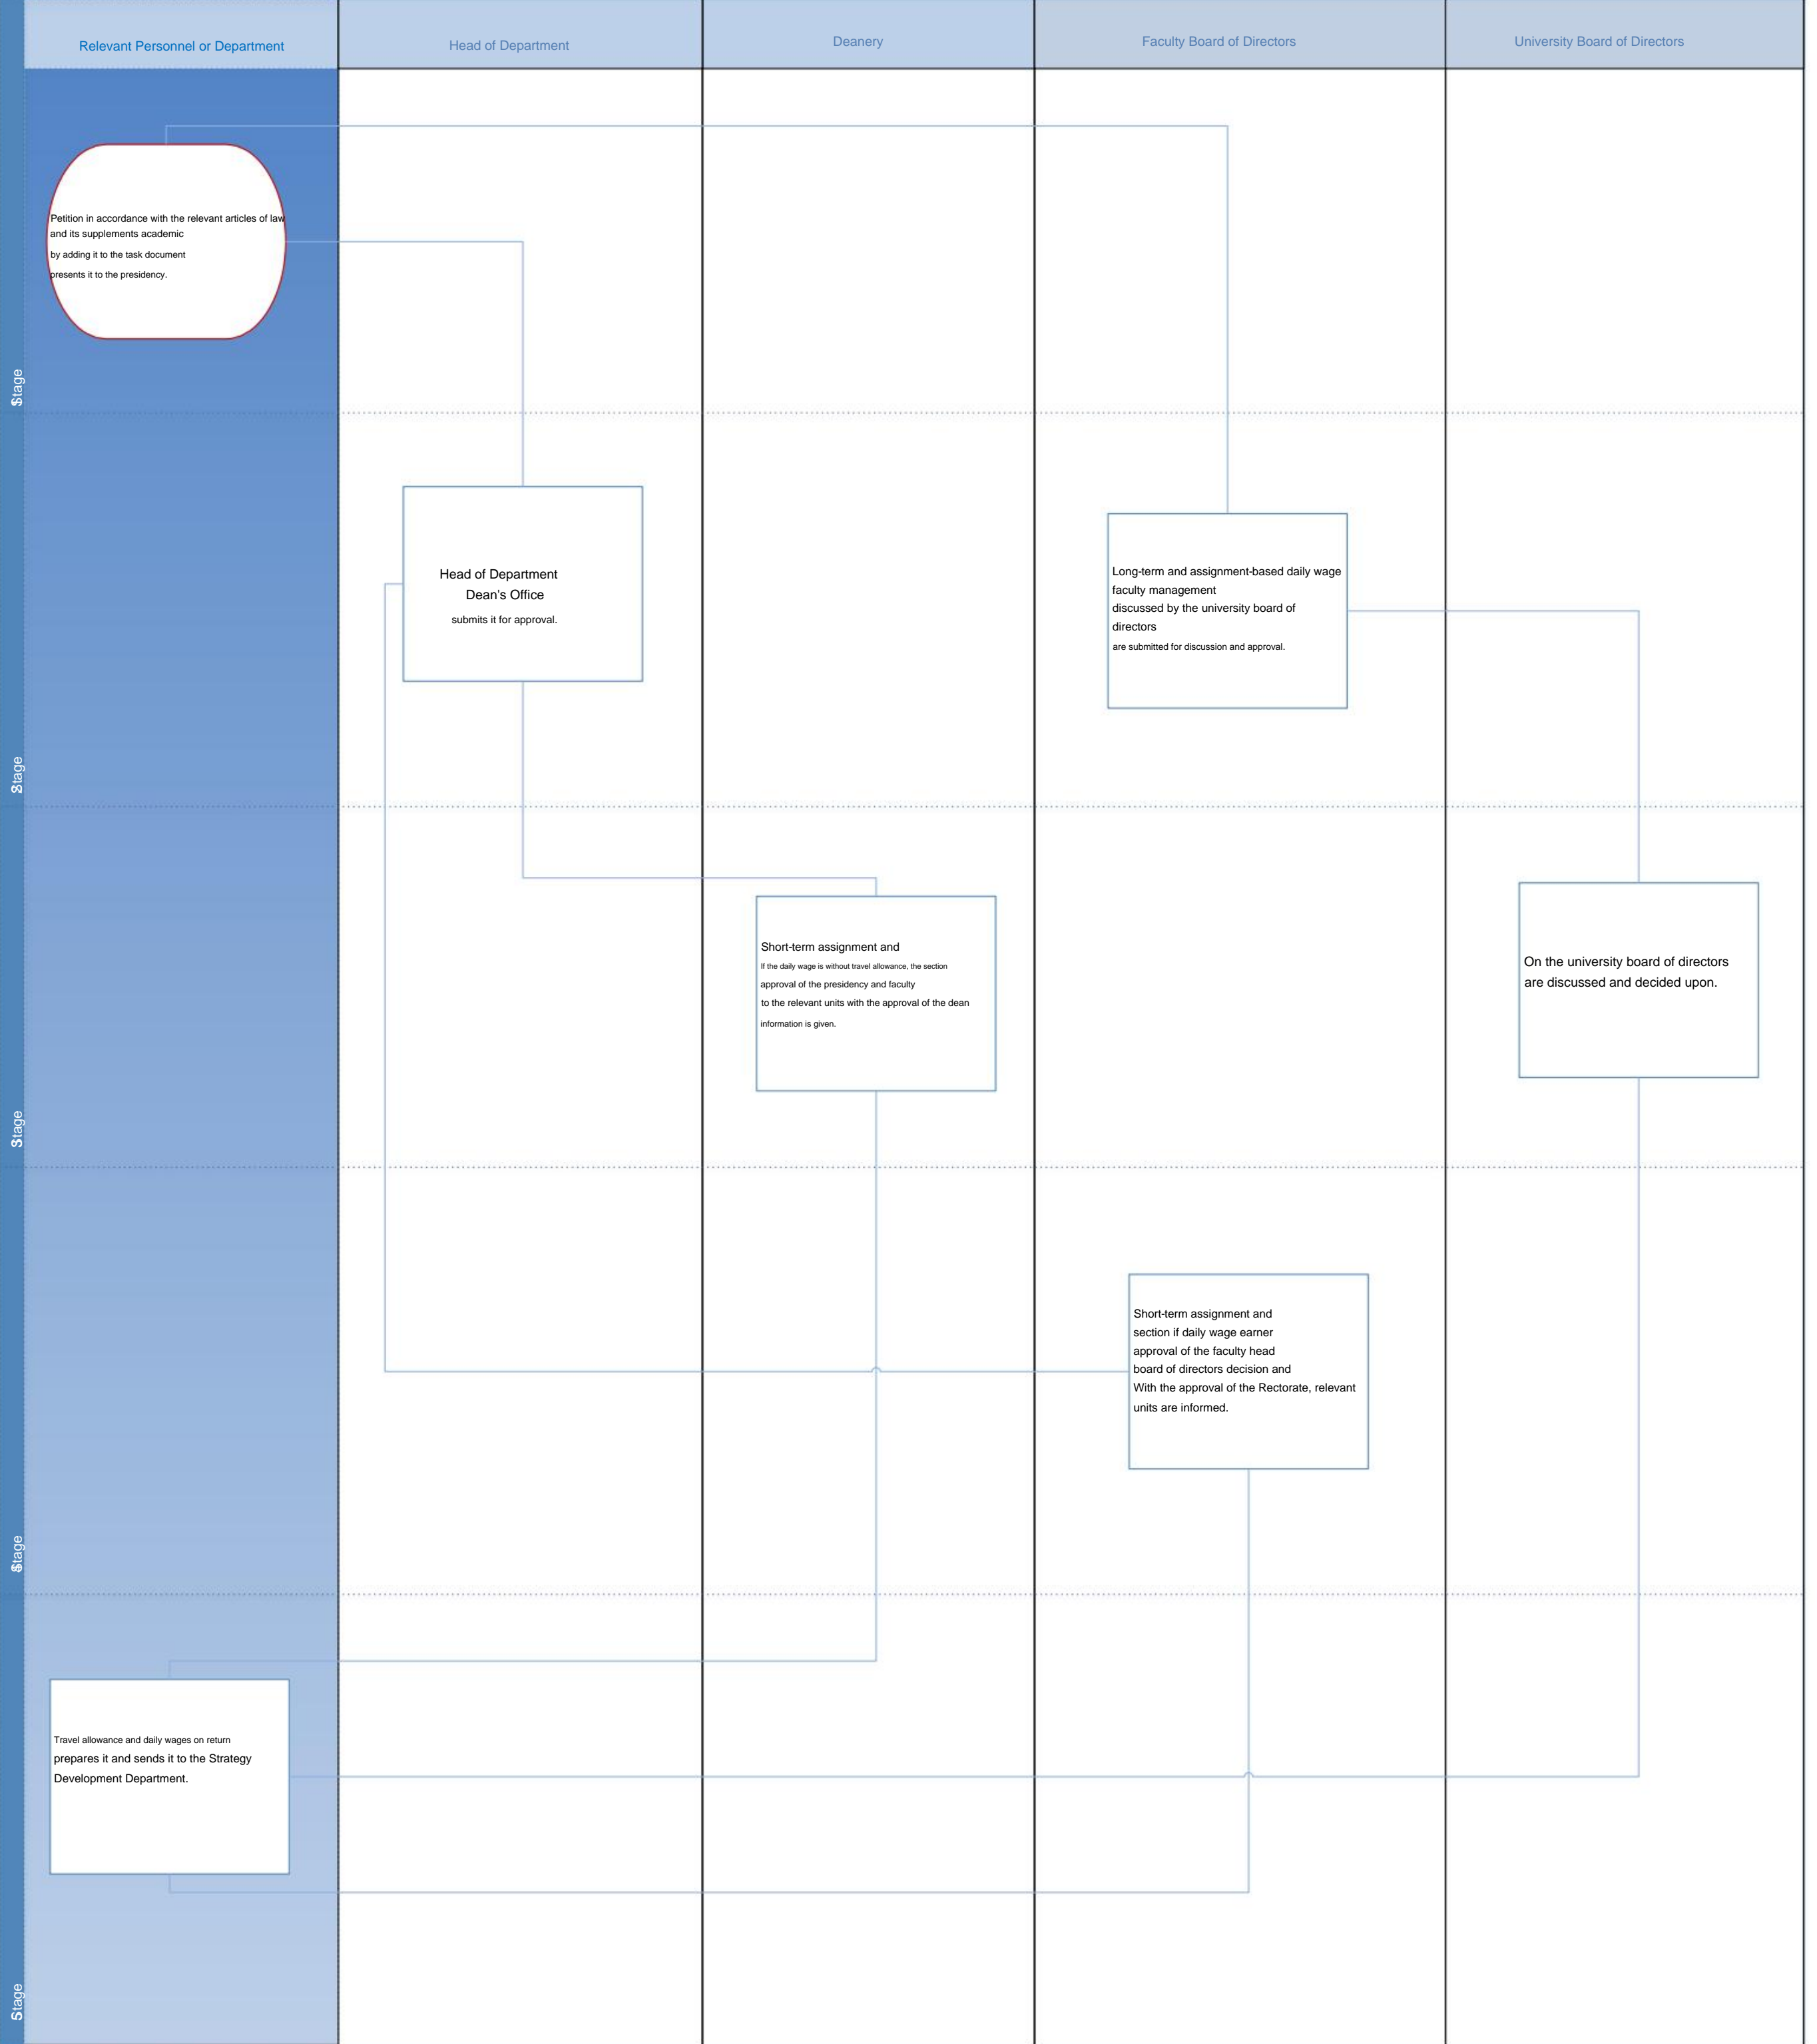 Relevant Personnel or Department
Head of Department
Deanery
Faculty Board of Directors
University Board of Directors
Petition in accordance with the relevant articles of law
and its supplements academic
by adding it to the task document
presents it to the presidency.
Stage
Head of Department
Dean's Office
submits it for approval.
Long-term and assignment-based daily wage
faculty management
discussed by the university board of
directors
are submitted for discussion and approval.
Stage
Short-term assignment and
If the daily wage is without travel allowance, the section
approval of the presidency and faculty
to the relevant units with the approval of the dean
information is given.
On the university board of directors
are discussed and decided upon.
Stage
Short-term assignment and
section if daily wage earner
approval of the faculty head
board of directors decision and
With the approval of the Rectorate, relevant
units are informed.
Stage
Travel allowance and daily wages on return
prepares it and sends it to the Strategy
Development Department.
Stage